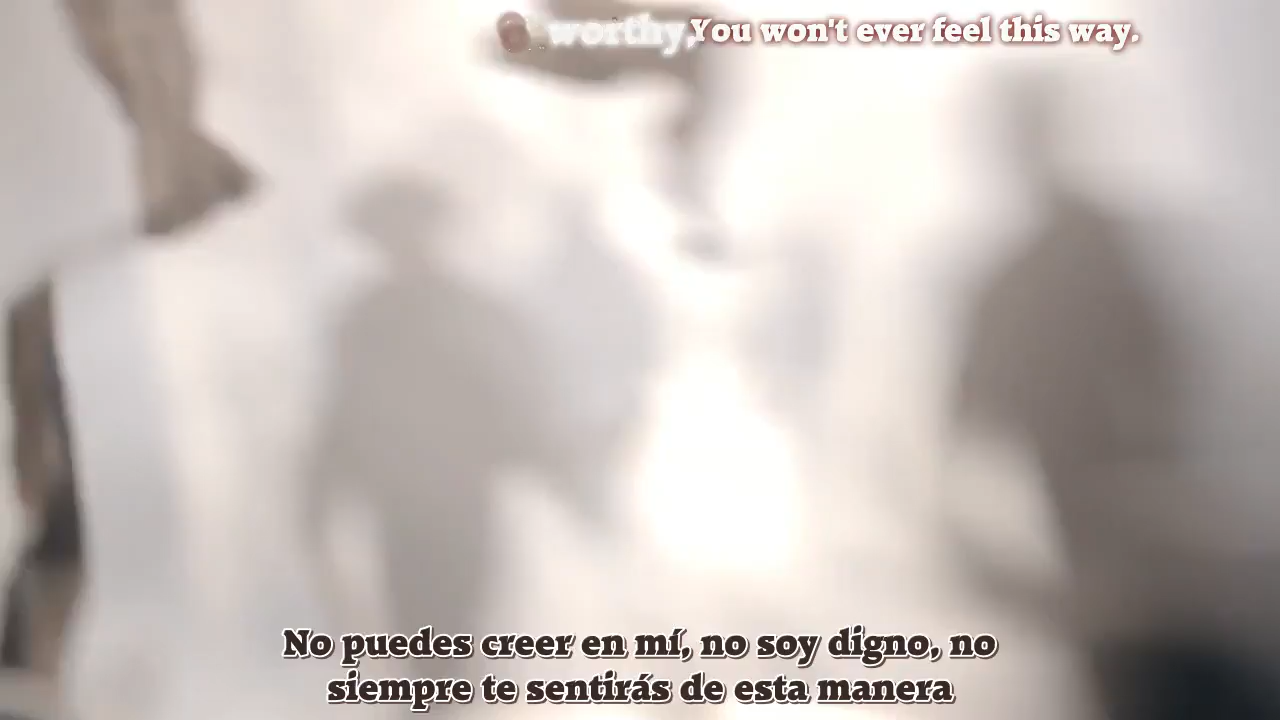 worthy, You won't ever feel this way.
No puedes creer en mí, no soy digno, no
siempre te sentirás de esta manera